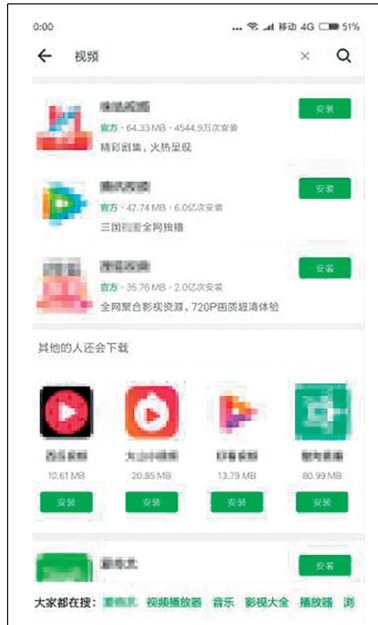 0:00 ... 移动 4G 51%
视频
官方·64.33 MB·4544.9万次安装
安装
精彩剧集，火热呈现
官方·42.74 MB·6.0亿次安装
安装
三国 全网独播
官方·35.76 MB·2.0亿次安装
安装
全网聚合影视资源，720P画质超清体验
其他的人还会下载
10.61 MB 20.85 MB 13.79 MB 80.99 MB
安装 安装 安装 安装
安装
大家都在搜： 视频播放器 音乐 影视大全 播放器 浏